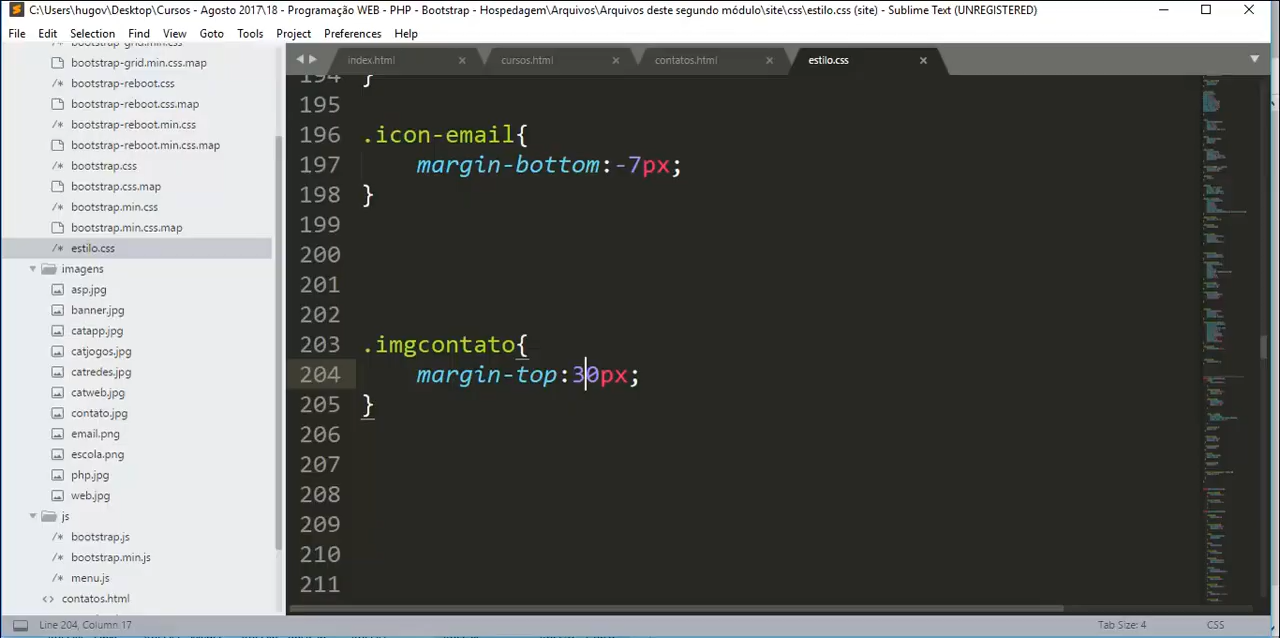 C:\Users\hugov\Desktop\Cursos - Agosto 2017\18 - Programação WEB - PHP - Bootstrap - Hospedagem\Arquivos\Arquivos deste segundo módulo\site\css\estilo.css (site) - Sublime Text (UNREGISTERED)
File Edit Selection Find View Goto Tools Project Preferences Help
index.html cursos.html contatos.html estilo.css
bootstrap-grid.min.css
bootstrap-grid.min.css.map
bootstrap-reboot.css
bootstrap-reboot.css.map
bootstrap-reboot.min.css
bootstrap-reboot.min.css.map
bootstrap.css
bootstrap.css.map
bootstrap.min.css
bootstrap.min.css.map
estilo.css
imagens
asp.jpg
banner.jpg
catapp.jpg
catjogos.jpg
catredes.jpg
catweb.jpg
contato.jpg
email.png
escola.png
php.jpg
web.jpg
js
bootstrap.js
bootstrap.min.js
menu.js
contatos.html
194 }
195
196 .icon-email{
197 margin-bottom:-7px;
198 }
199
200
201
202
203 .imgcontato{
204 margin-top:30px;
205 }
206
207
208
209
210
211
Line 204, Column 17 Tab Size: 4 CSS